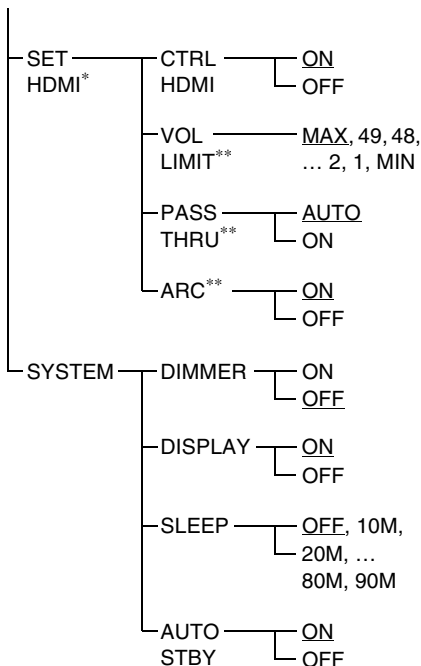 SET HDMI*
CTRL HDMI
ON
OFF
VOL LIMIT**
MAX, 49, 48,
... 2, 1, MIN
PASS THRU**
AUTO
ON
ARC**
ON
OFF
SYSTEM
DIMMER
ON
OFF
DISPLAY
ON
OFF
SLEEP
OFF, 10M,
20M, ...
80M, 90M
AUTO STBY
ON
OFF